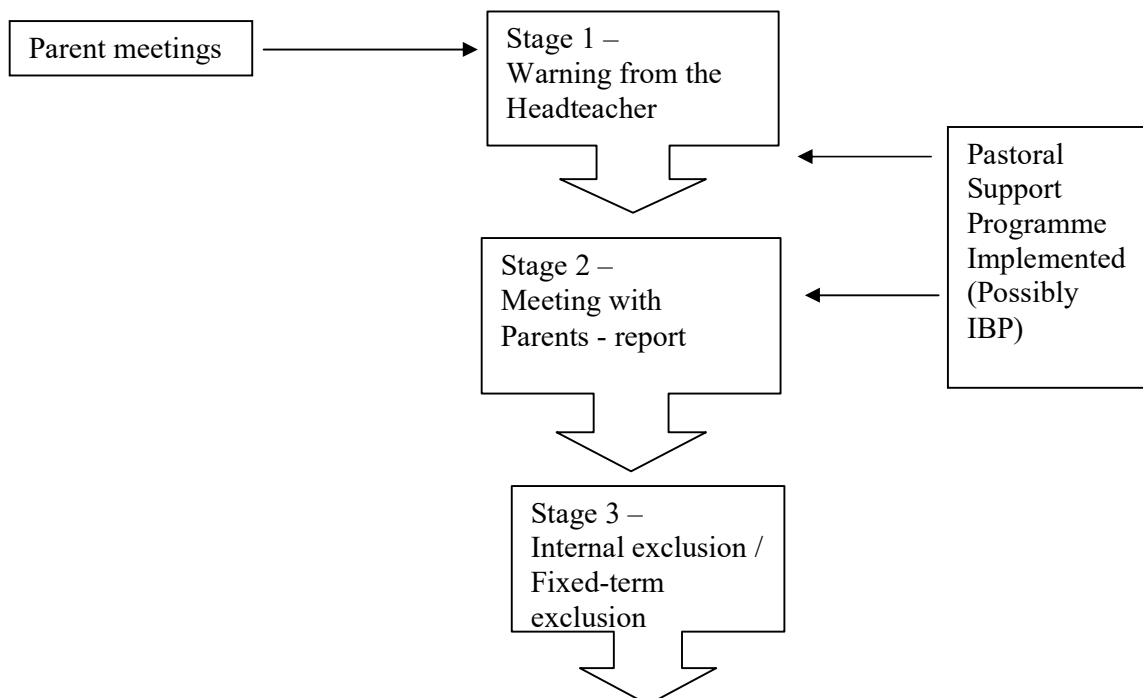 Parent meetings
Stage 1 –
Warning from the
Headteacher
Pastoral
Support
Programme
Implemented
(Possibly
IBP)
Stage 2 –
Meeting with
Parents - report
Stage 3 –
Internal exclusion /
Fixed-term
exclusion